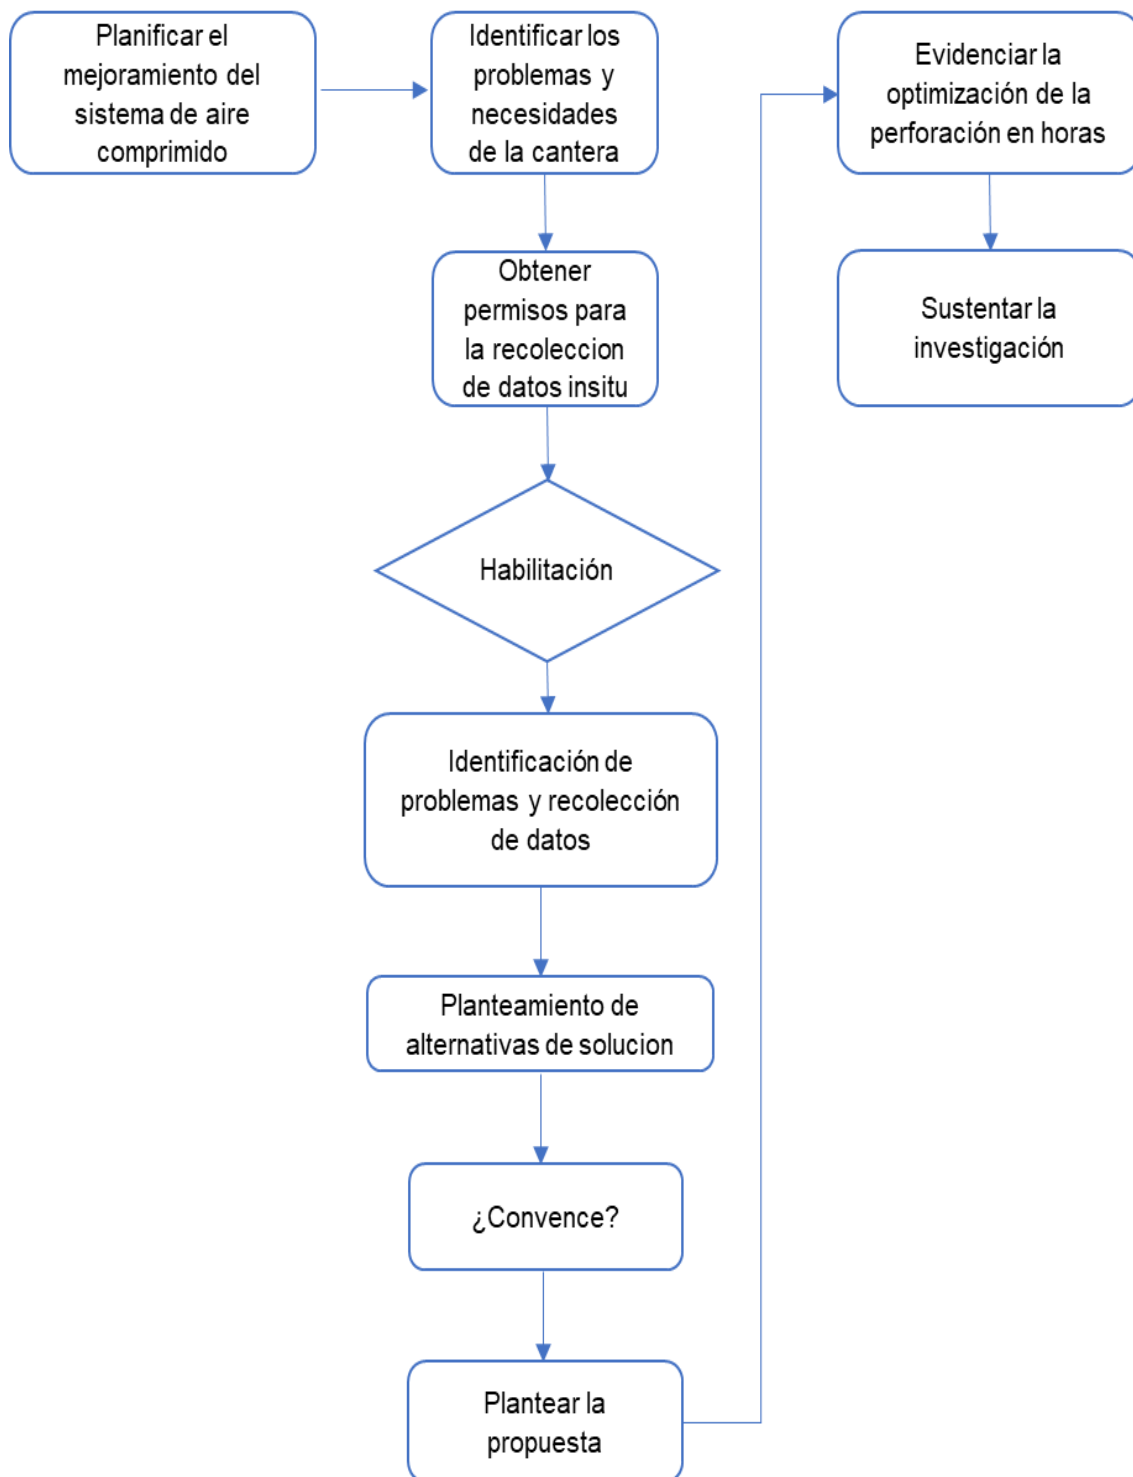 Planificar el
mejoramiento del
sistema de aire
comprimido
Identificar los
problemas y
necesidades
de la cantera
Obtener
permisos para
la recoleccion
de datos insitu
Habilitación
Identificación de
problemas y recolección
de datos
Planteamiento de
alternativas de solucion
¿Convence?
Plantear la
propuesta
Evidenciar la
optimización de la
perforación en horas
Sustentar la
investigación